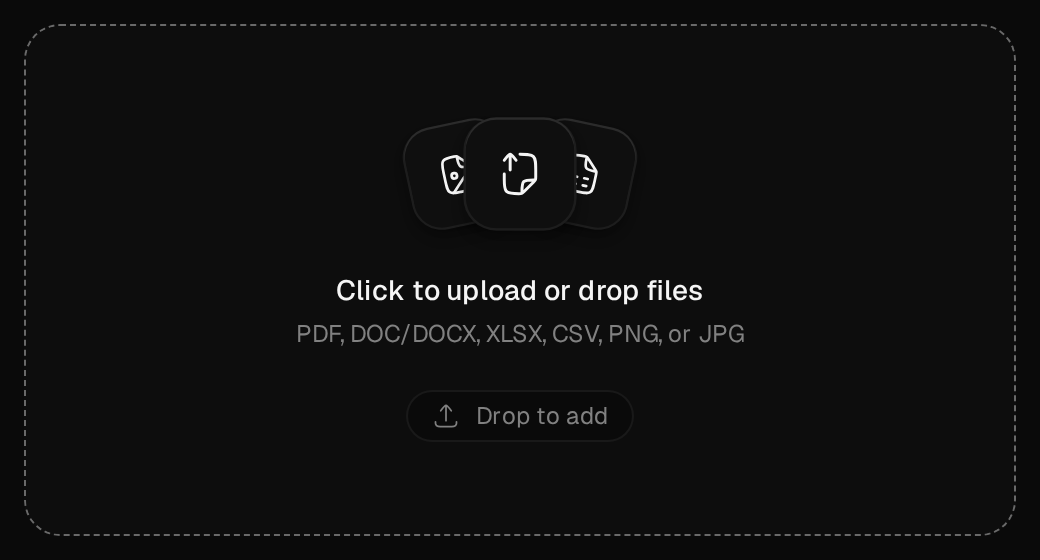 Click to upload or drop files
PDF, DOC/DOCX, XLSX, CSV, PNG, or JPG
Drop to add